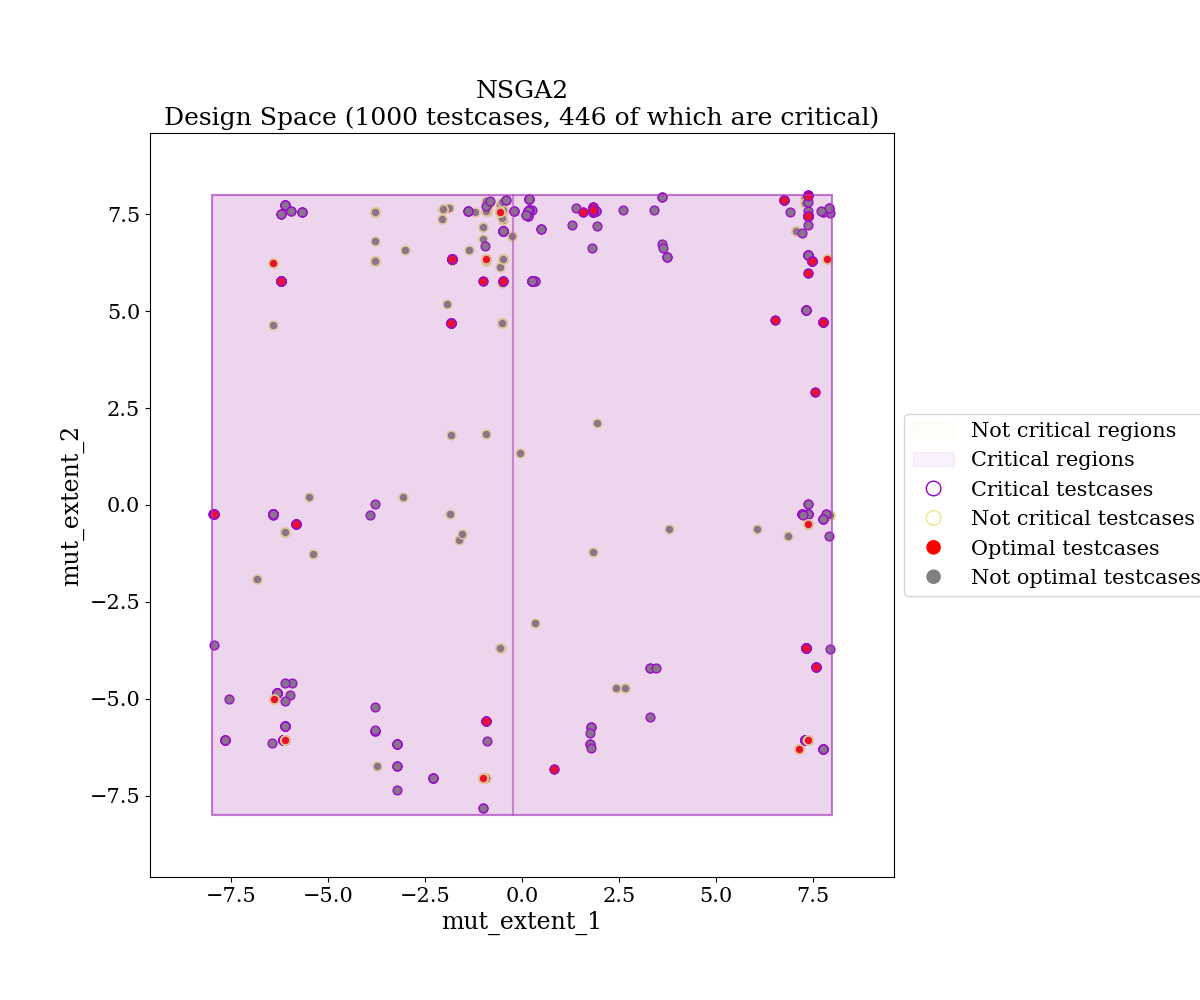 NSGA2
Design Space (1000 testcases, 446 of which are critical)
mut_extent_2
7.5
5.0
2.5
0.0
−2.5
−5.0
−7.5
−7.5
−5.0
−2.5
0.0
2.5
5.0
7.5
mut_extent_1
Not critical regions
Critical regions
Critical testcases
Not critical testcases
Optimal testcases
Not optimal testcases